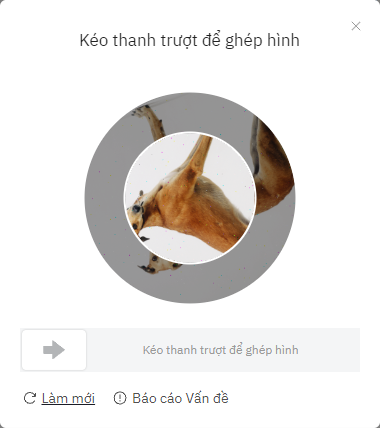 Kéo thanh trượt để ghép hình
Kéo thanh trượt để ghép hình
Làm mới
Báo cáo Vấn đề